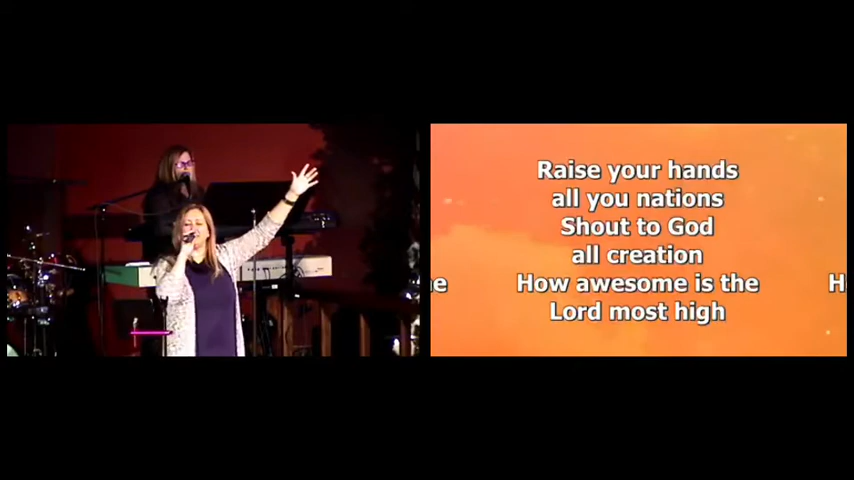 Raise your hands
all you nations
Shout to God
all creation
How awesome is the
Lord most high